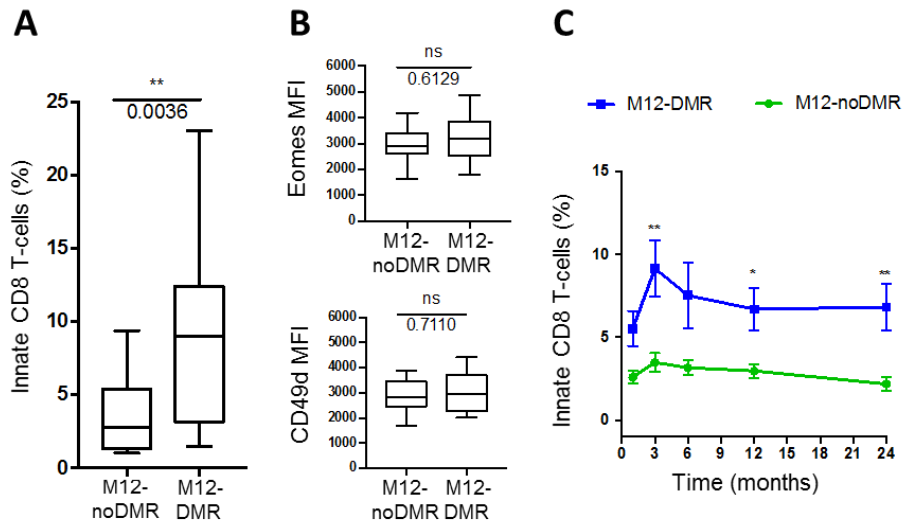 A
**
0.0036
Innate CD8 T-cells (%)
25
20
15
10
5
0
M12-
noDMR
M12-
DMR
B
ns
0.6129
Eomes MFI
6000
5000
4000
3000
2000
1000
0
M12-
noDMR
M12-
DMR
ns
0.7110
CD49d MFI
6000
5000
4000
3000
2000
1000
0
M12-
noDMR
M12-
DMR
C
M12-DMR
M12-noDMR
Innate CD8 T-cells (%)
15
10
5
0
**
*
**
0 3 6 9 12 15 18 21 24
Time (months)